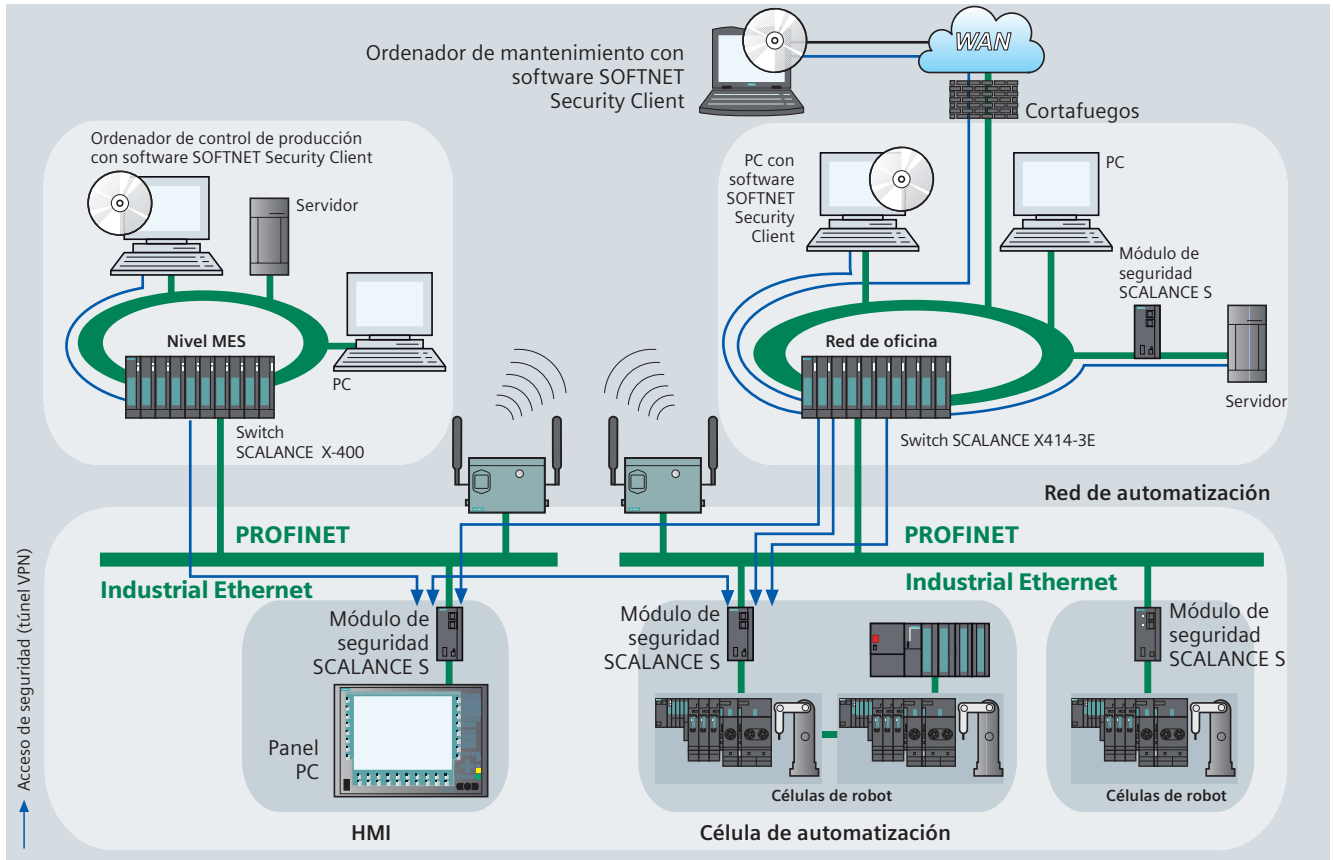 WAN
Ordenador de mantenimiento con
software SOFTNET
Security Client
Cortafuegos
Ordenador de control de producción
con software SOFTNET Security Client
Servidor
Nivel MES
PC
Switch
SCALANCE X-400
PC con
software
SOFTNET
Security
Client
PC
Módulo de
seguridad
SCALANCE S
Red de oficina
Servidor
Switch SCALANCE X414-3E
Red de automatización
PROFINET
Industrial Ethernet
PROFINET
Industrial Ethernet
Módulo de
seguridad
SCALANCE S
Panel
PC
HMI
Módulo de
seguridad
SCALANCE S
Células de robot
Célula de automatización
Módulo de
seguridad
SCALANCE S
Células de robot
Acceso de seguridad (túnel VPN)